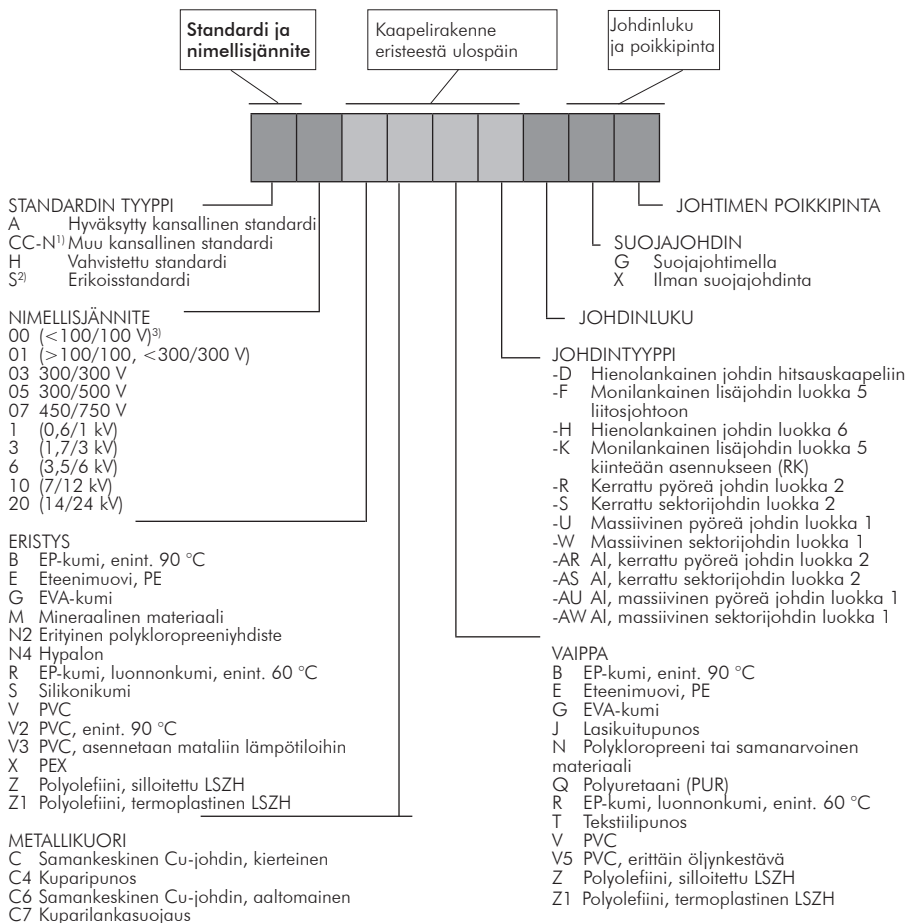 Standardi ja
nimellisjännite
Kaapelirakenne
eristeestä ulospäin
Johdinluku
ja poikkipinta
STANDARDIN TYYPPI
A Hyväksytty kansallinen standardi
CC-N1) Muu kansallinen standardi
H Vahvistettu standardi
S2) Erikoisstandardi
NIMELLISJÄNNITE
00 (<100/100 V)3)
01 (>100/100, <300/300 V)
03 300/300 V
05 300/500 V
07 450/750 V
1 (0,6/1 kV)
3 (1,7/3 kV)
6 (3,5/6 kV)
10 (7/12 kV)
20 (14/24 kV)
ERISTYS
B EP-kumi, enint. 90 °C
E Eteenimuovi, PE
G EVA-kumi
M Mineraalinen materiaali
N2 Erityinen polykloropreeniyhdiste
N4 Hypalon
R EP-kumi, luonnonkumi, enint. 60 °C
S Silikonikumi
V PVC
V2 PVC, enint. 90 °C
V3 PVC, asennetaan mataliin lämpötiloihin
X PEX
Z Polyolefiini, silloitettu LSZH
Z1 Polyolefiini, termoplastinen LSZH
METALLIKUORI
C Samankeskinen Cu-johdin, kierteinen
C4 Kuparipunos
C6 Samankeskinen Cu-johdin, aaltomainen
C7 Kuparilankasuojaus
JOHTIMEN POIKKIPINTA
SUOJAJOHDIN
G Suojajohtimella
X Ilman suojajohdinta
JOHDINLUKU
JOHDINTYYPPI
-D Hienolankainen johdin hitsauskaapeliin
-F Monilankainen lisäjohdin luokka 5
liitosjohtoon
-H Hienolankainen johdin luokka 6
-K Monilankainen lisäjohdin luokka 5
kiinteään asennukseen (RK)
-R Kerrattu pyöreä johdin luokka 2
-S Kerrattu sektorijohdin luokka 2
-U Massiivinen pyöreä johdin luokka 1
-W Massiivinen sektorijohdin luokka 1
-AR Al, kerrattu pyöreä johdin luokka 2
-AS Al, kerrattu sektorijohdin luokka 2
-AU Al, massiivinen pyöreä johdin luokka 1
-AW Al, massiivinen sektorijohdin luokka 1
VAIPPA
B EP-kumi, enint. 90 °C
E Eteenimuovi, PE
G EVA-kumi
J Lasikuitupunos
N Polykloropreeni tai samanarvoinen
materiaali
Q Polyuretaani (PUR)
R EP-kumi, luonnonkumi, enint. 60 °C
T Tekstiilipunos
V PVC
V5 PVC, erittäin öljynkestävä
Z Polyolefiini, silloitettu LSZH
Z1 Polyolefiini, termoplastinen LSZH